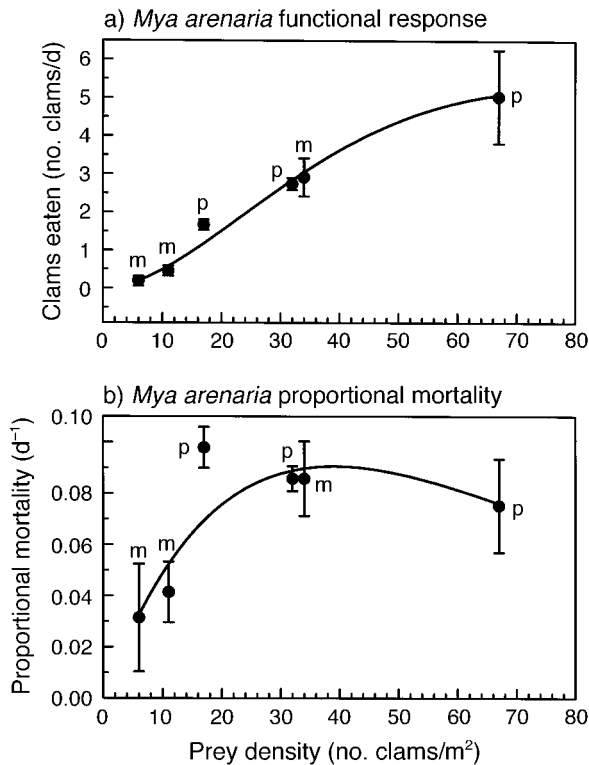 a) Mya arenaria functional response
Clams eaten (no. clams/d)
6
5
4
3
2
1
0
m
m
p
p
m
p
0 10 20 30 40 50 60 70 80
b) Mya arenaria proportional mortality
Proportional mortality (d⁻¹)
0.10
0.08
0.06
0.04
0.02
0.00
m
m
p
p
m
p
0 10 20 30 40 50 60 70 80
Prey density (no. clams/m²)